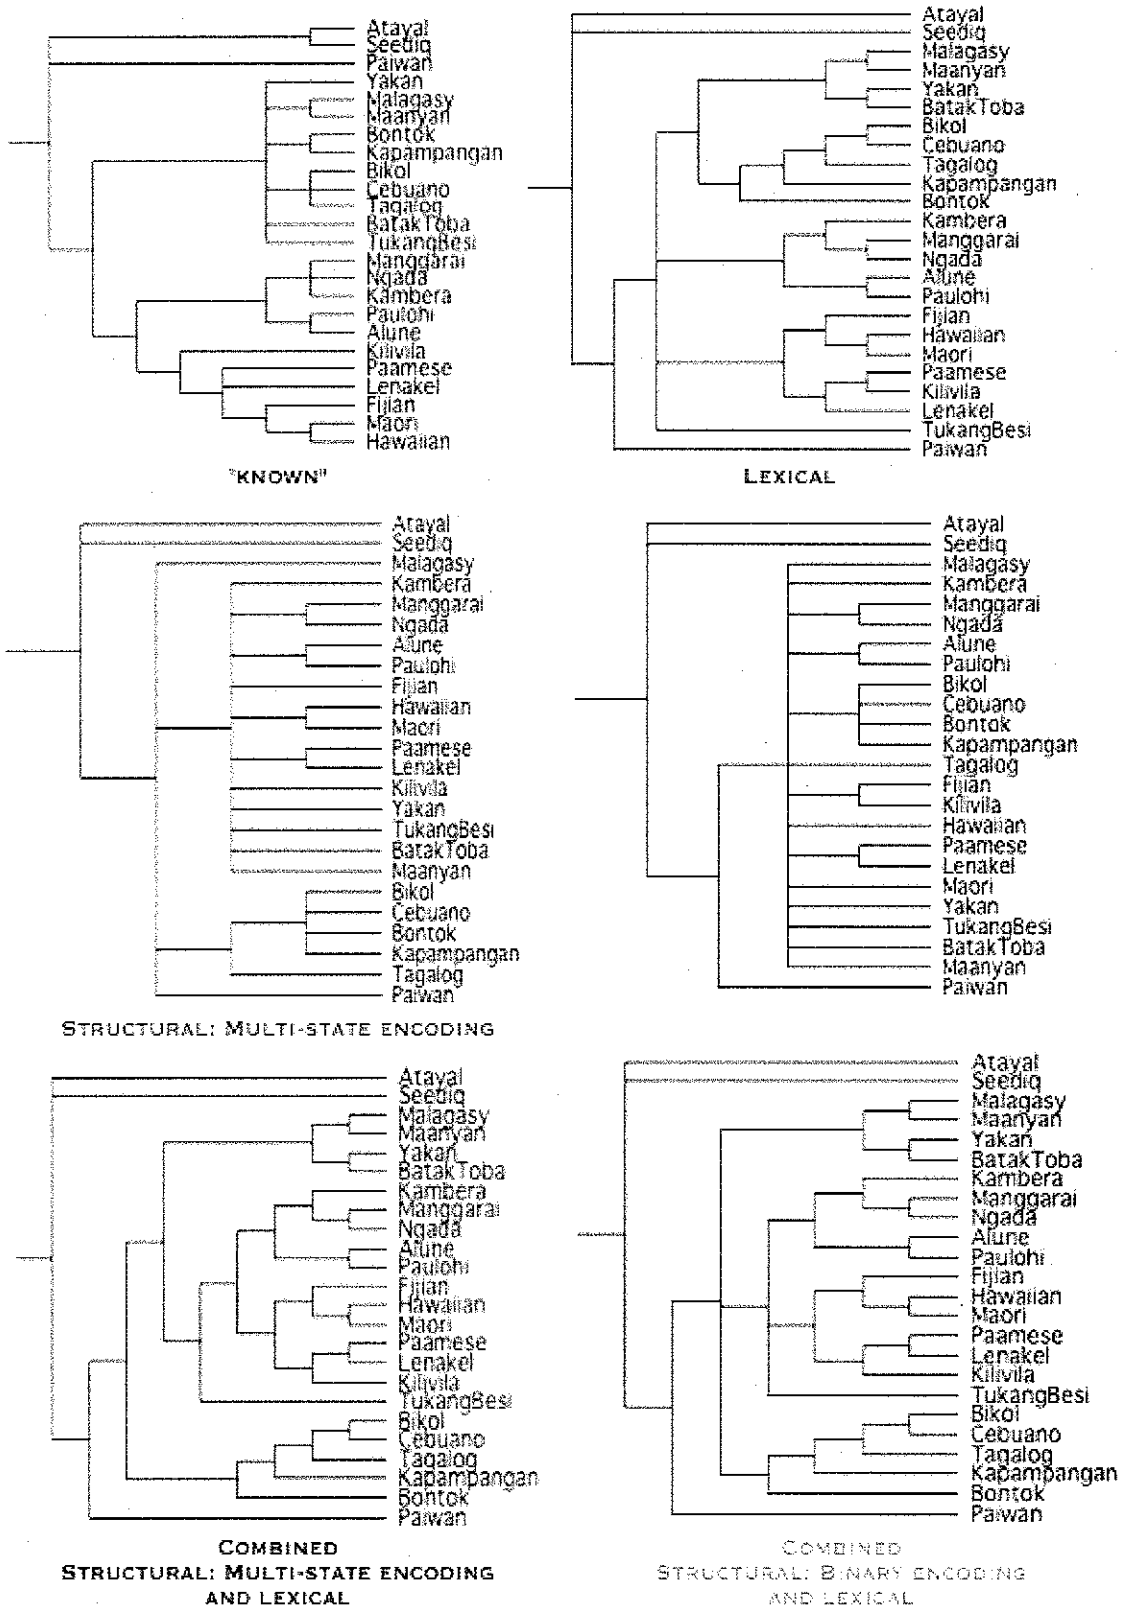 Atayal
Seediq
Paiwan
Yakan
Malagasy
Maanyan
Bontok
Kapampangan
Bikol
Cebuano
Tagalog
BatakToba
TukangBesi
Manggarai
Ngada
Kambera
Paulohi
Alune
Kilivila
Paamese
Lenakel
Fijian
Maori
Hawaiian
"KNOWN"
Atayal
Seediq
Malagasy
Maanyan
Yakan
BatakToba
Bikol
Cebuano
Tagalog
Kapampangan
Bontok
Kambera
Manggarai
Ngada
Alune
Paulohi
Fijian
Hawaiian
Maori
Paamese
Kilivila
Lenakel
TukangBesi
Paiwan
LEXICAL
Atayal
Seediq
Malagasy
Kambera
Manggarai
Ngada
Alune
Paulohi
Fijian
Hawaiian
Maori
Paamese
Lenakel
Kilivila
Yakan
TukangBesi
BatakToba
Maanyan
Bikol
Cebuano
Bontok
Kapampangan
Tagalog
Paiwan
STRUCTURAL: MULTI-STATE ENCODING
Atayal
Seediq
Malagasy
Kambera
Manggarai
Ngada
Alune
Paulohi
Bikol
Cebuano
Bontok
Kapampangan
Tagalog
Fijian
Kilivila
Hawaiian
Paamese
Lenakel
Maori
Yakan
TukangBesi
BatakToba
Maanyan
Paiwan
Atayal
Seediq
Malagasy
Maanyan
Yakan
BatakToba
Kambera
Manggarai
Ngada
Alune
Paulohi
Fijian
Hawaiian
Maori
Paamese
Lenakel
Kilivila
TukangBesi
Bikol
Cebuano
Tagalog
Kapampangan
Bontok
Paiwan
COMBINED
STRUCTURAL: MULTI-STATE ENCODING
AND LEXICAL
Atayal
Seediq
Malagasy
Maanyan
Yakan
BatakToba
Kambera
Manggarai
Ngada
Alune
Paulohi
Fijian
Hawaiian
Maori
Paamese
Lenakel
Kilivila
TukangBesi
Bikol
Cebuano
Tagalog
Kapampangan
Bontok
Paiwan
COMBINED
STRUCTURAL: BINARY ENCODING
AND LEXICAL